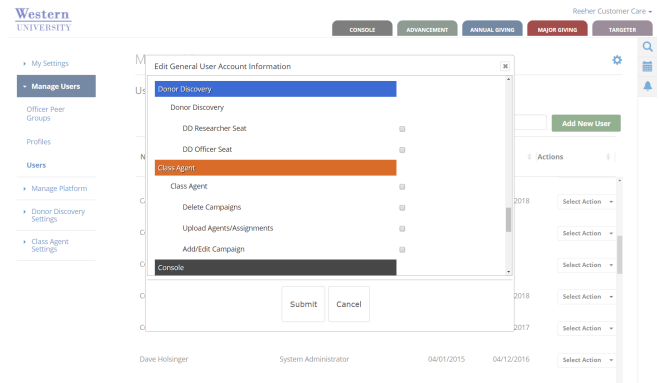 Western
UNIVERSITY
Reeher Customer Care
CONSOLE
ADVANCEMENT
ANNUAL GIVING
MAJOR GIVING
TARGETER
My Settings
Manage Users
Officer Peer
Groups
Profiles
Users
Manage Platform
Donor Discovery
Settings
Class Agent
Settings
Edit General User Account Information
Donor Discovery
Donor Discovery
DD Researcher Seat
DD Officer Seat
Class Agent
Class Agent
Delete Campaigns
Upload Agents/Assignments
Add/Edit Campaign
Console
Submit Cancel
Add New User
Actions
2018 Select Action
Select Action
Select Action
2018 Select Action
2017 Select Action
Dave Holsinger System Administrator 04/01/2015 04/12/2016 Select Action